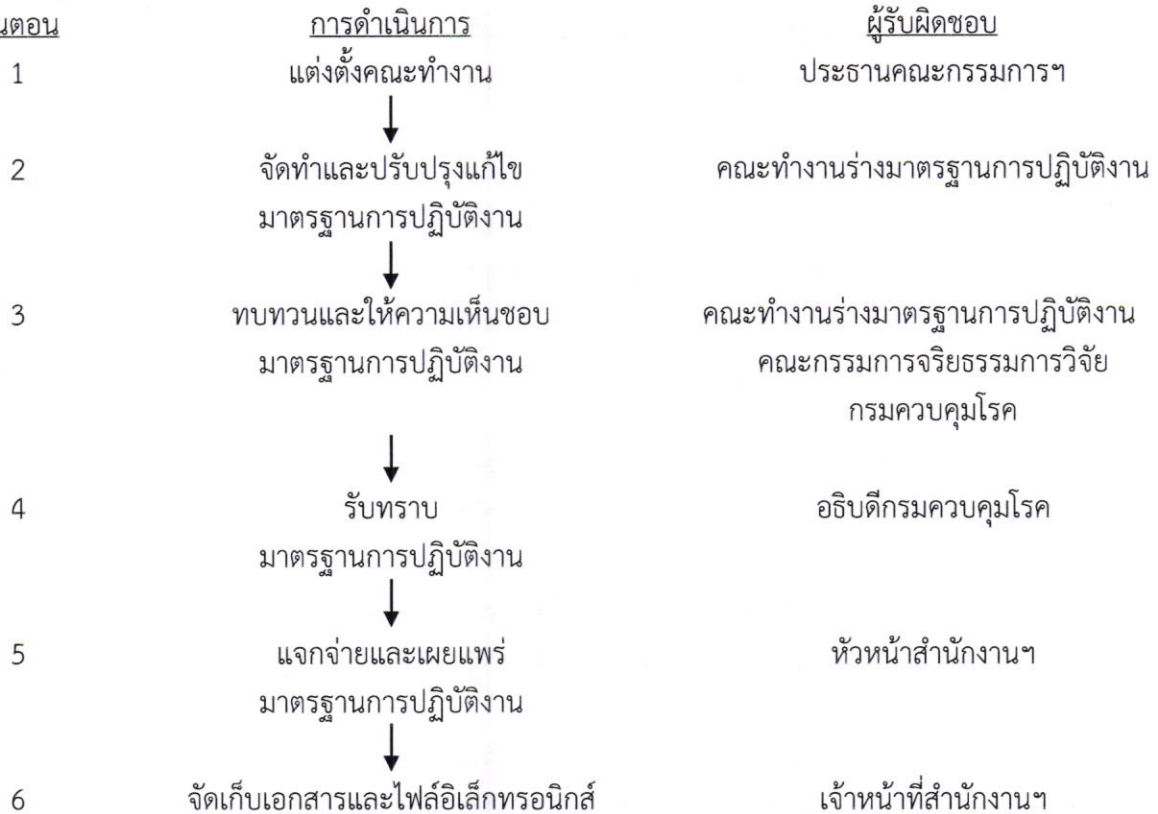 นตอน การดำเนินการ ผู้รับผิดชอบ
1 แต่งตั้งคณะทำงาน ประธานคณะกรรมการฯ
2 จัดทำและปรับปรุงแก้ไข คณะทำงานร่างมาตรฐานการปฏิบัติงาน
มาตรฐานการปฏิบัติงาน
3 ทบทวนและให้ความเห็นชอบ คณะทำงานร่างมาตรฐานการปฏิบัติงาน
มาตรฐานการปฏิบัติงาน คณะกรรมการจริยธรรมการวิจัย
กรมควบคุมโรค
4 รับทราบ อธิบดีกรมควบคุมโรค
มาตรฐานการปฏิบัติงาน
5 แจกจ่ายและเผยแพร่ หัวหน้าสำนักงานฯ
มาตรฐานการปฏิบัติงาน
6 จัดเก็บเอกสารและไฟล์อิเล็กทรอนิกส์ เจ้าหน้าที่สำนักงานฯ